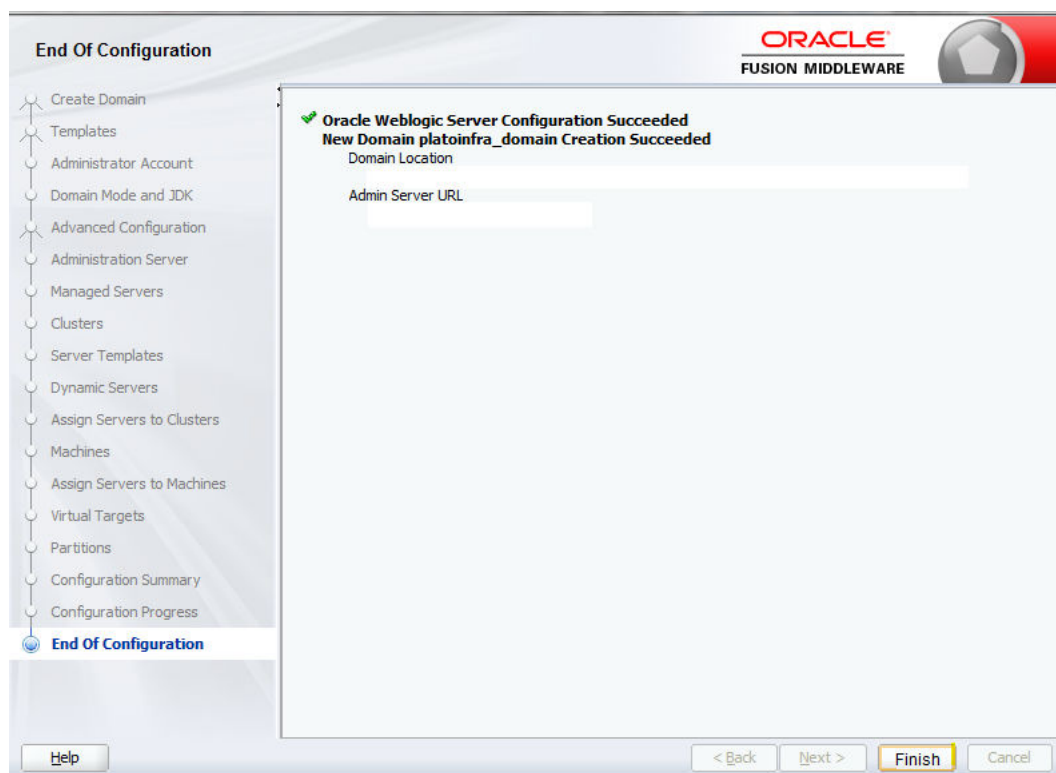 End Of Configuration
ORACLE
FUSION MIDDLEWARE
Create Domain
Templates
Administrator Account
Domain Mode and JDK
Advanced Configuration
Administration Server
Managed Servers
Clusters
Server Templates
Dynamic Servers
Assign Servers to Clusters
Machines
Assign Servers to Machines
Virtual Targets
Partitions
Configuration Summary
Configuration Progress
End Of Configuration
Oracle Weblogic Server Configuration Succeeded
New Domain platoinfra_domain Creation Succeeded
Domain Location
Admin Server URL
Help
< Back
Next >
Finish
Cancel